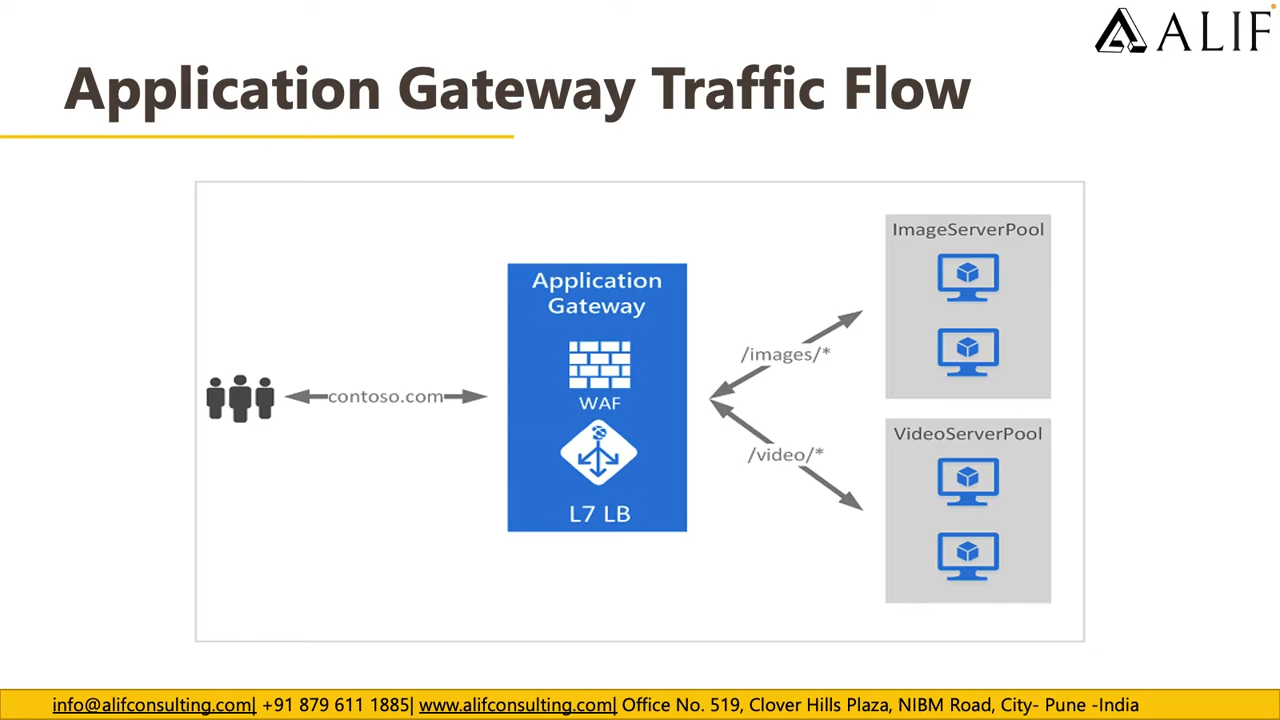 ALIF
Application Gateway Traffic Flow
ImageServerPool
Application
Gateway
/images/*
WAF
contoso.com
VideoServerPool
/video/*
L7 LB
info@alifconsulting.com| +91 879 611 1885| www.alifconsulting.com| Office No. 519, Clover Hills Plaza, NIBM Road, City- Pune -India